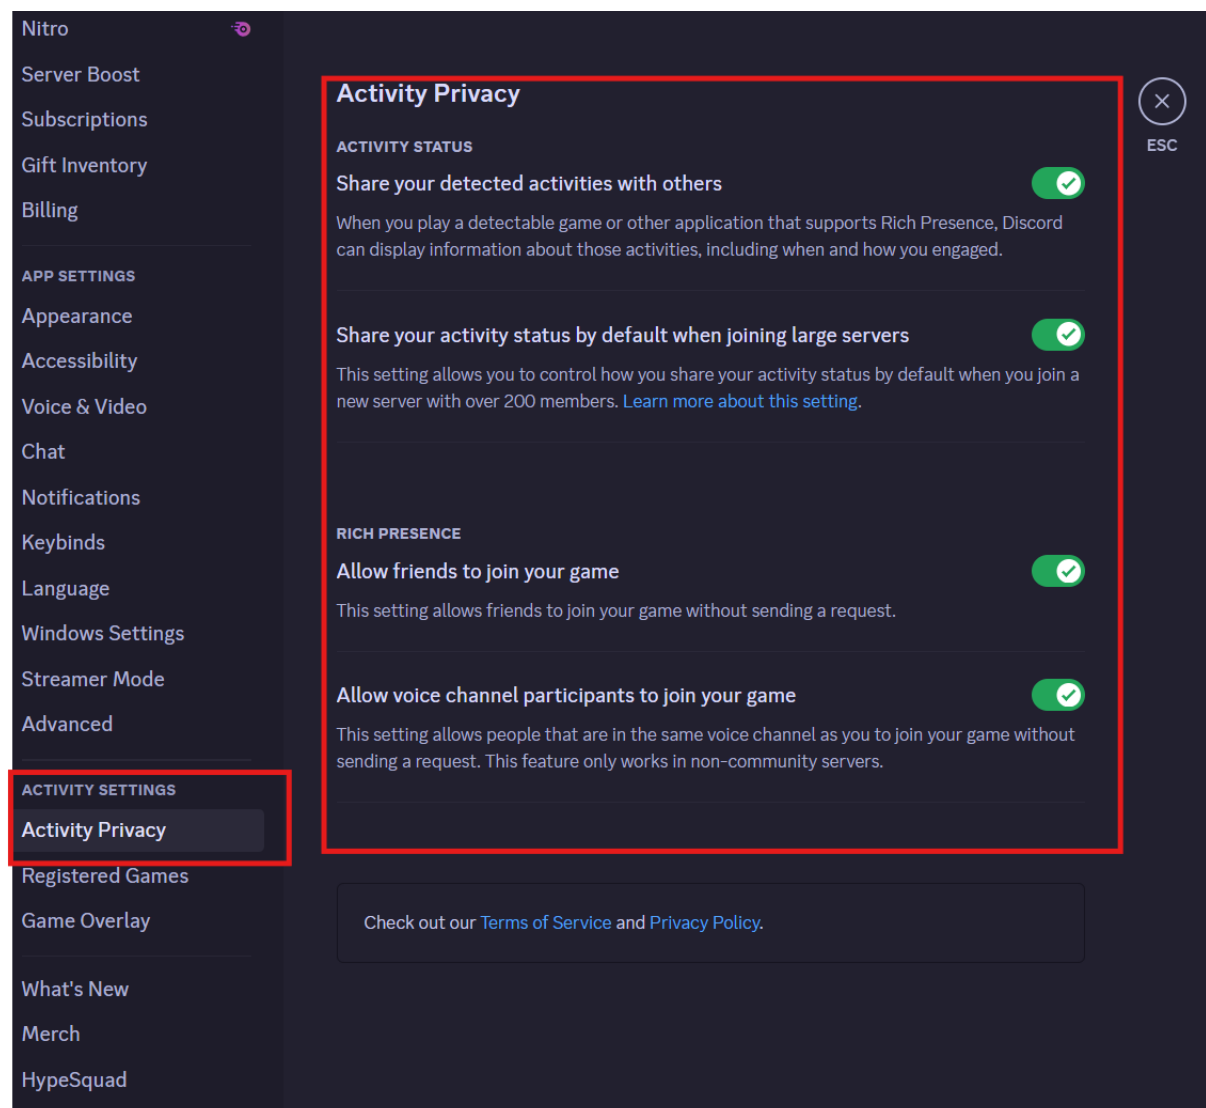 Nitro
Server Boost
Subscriptions
Gift Inventory
Billing
APP SETTINGS
Appearance
Accessibility
Voice & Video
Chat
Notifications
Keybinds
Language
Windows Settings
Streamer Mode
Advanced
ACTIVITY SETTINGS
Activity Privacy
Registered Games
Game Overlay
What's New
Merch
HypeSquad
Activity Privacy
ACTIVITY STATUS
Share your detected activities with others
When you play a detectable game or other application that supports Rich Presence, Discord
can display information about those activities, including when and how you engaged.
Share your activity status by default when joining large servers
This setting allows you to control how you share your activity status by default when you join a
new server with over 200 members. Learn more about this setting.
RICH PRESENCE
Allow friends to join your game
This setting allows friends to join your game without sending a request.
Allow voice channel participants to join your game
This setting allows people that are in the same voice channel as you to join your game without
sending a request. This feature only works in non-community servers.
Check out our Terms of Service and Privacy Policy.
ESC